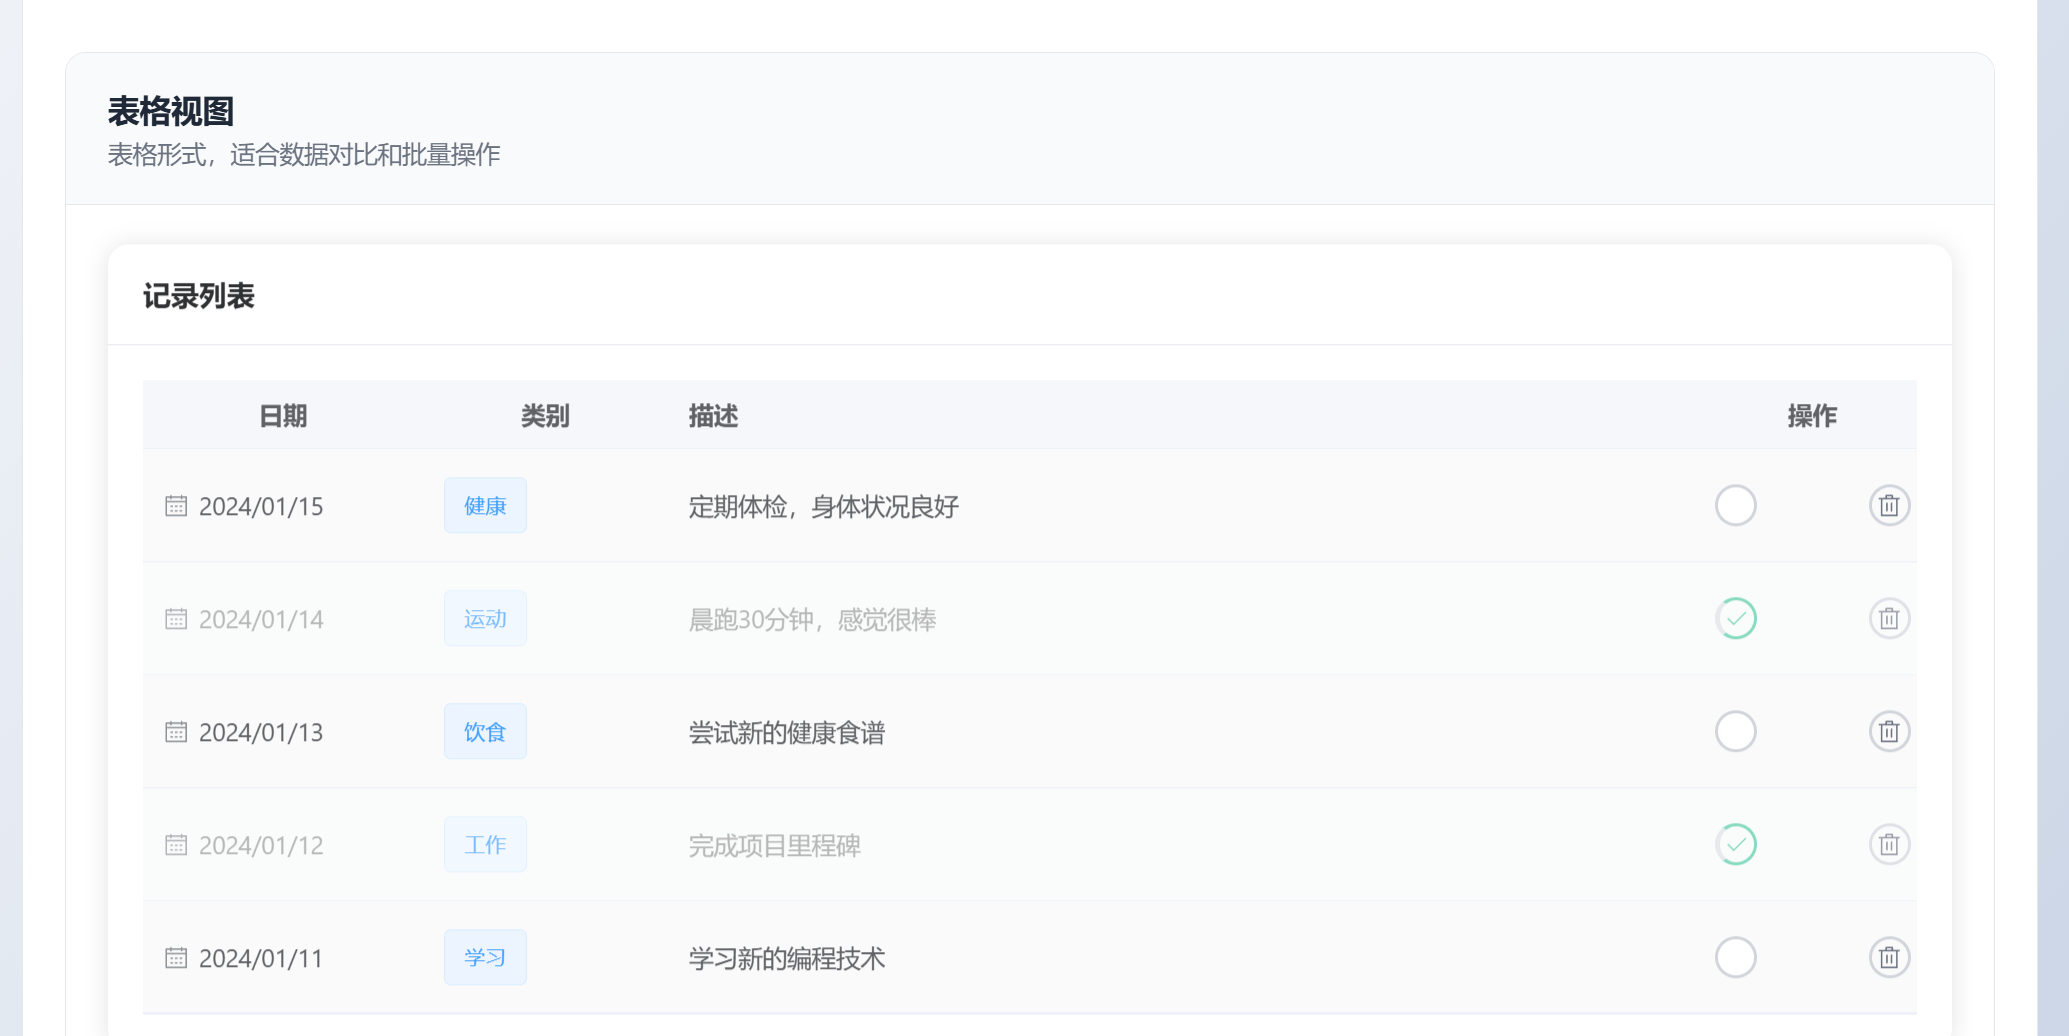 表格视图
表格形式，适合数据对比和批量操作
记录列表
日期 类别 描述 操作
2024/01/15 健康 定期体检，身体状况良好
2024/01/14 运动 晨跑30分钟，感觉很棒
2024/01/13 饮食 尝试新的健康食谱
2024/01/12 工作 完成项目里程碑
2024/01/11 学习 学习新的编程技术